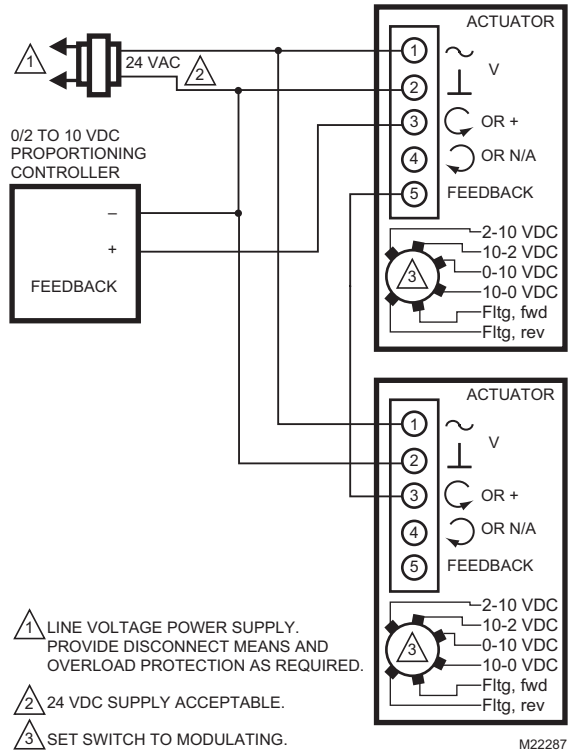 ACTUATOR
1
1
24 VAC
2
V
2
0/2 TO 10 VDC
PROPORTIONING
CONTROLLER
3
OR +
4
OR N/A
5
FEEDBACK
–
+
FEEDBACK
2-10 VDC
10-2 VDC
0-10 VDC
10-0 VDC
Fltg, fwd
Fltg, rev
3
ACTUATOR
1
V
2
3
OR +
4
OR N/A
5
FEEDBACK
2-10 VDC
10-2 VDC
0-10 VDC
10-0 VDC
Fltg, fwd
Fltg, rev
3
1 LINE VOLTAGE POWER SUPPLY.
PROVIDE DISCONNECT MEANS AND
OVERLOAD PROTECTION AS REQUIRED.
2 24 VDC SUPPLY ACCEPTABLE.
3 SET SWITCH TO MODULATING.
M22287